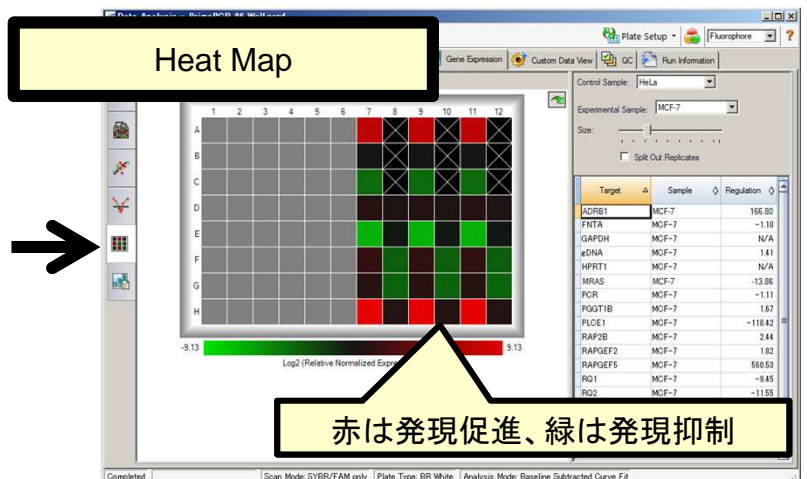 Data Analysis - PrimePCR 96 Well.pcrd
Heat Map
Plate Setup
Fluorophore
?
Gene Expression
Custom Data View
QC
Run Information
Control Sample: HeLa
Experimental Sample: MCF-7
Size:
Split Out Replicates
1 2 3 4 5 6 7 8 9 10 11 12
A
B
C
D
E
F
G
H
-9.13
9.13
Log2 (Relative Normalized Expre
Target Sample Regulation
ADRB1 MCF-7 166.80
FNTA MCF-7 -1.10
GAPDH MCF-7 N/A
gDNA MCF-7 1.41
HPRT1 MCF-7 N/A
MRAS MCF-7 -13.86
PCR MCF-7 -1.11
PGGT1B MCF-7 1.67
PLCE1 MCF-7 -118.42
RAP2B MCF-7 2.44
RAPGEF2 MCF-7 1.82
RAPGEF5 MCF-7 560.53
RQ1 MCF-7 -9.45
RQ2 MCF-7 -11.55
赤は発現促進、緑は発現抑制
Completed
Scan Mode: SYBR/FAM only
Plate Type: BR White
Analysis Mode: Baseline Subtracted Curve Fit